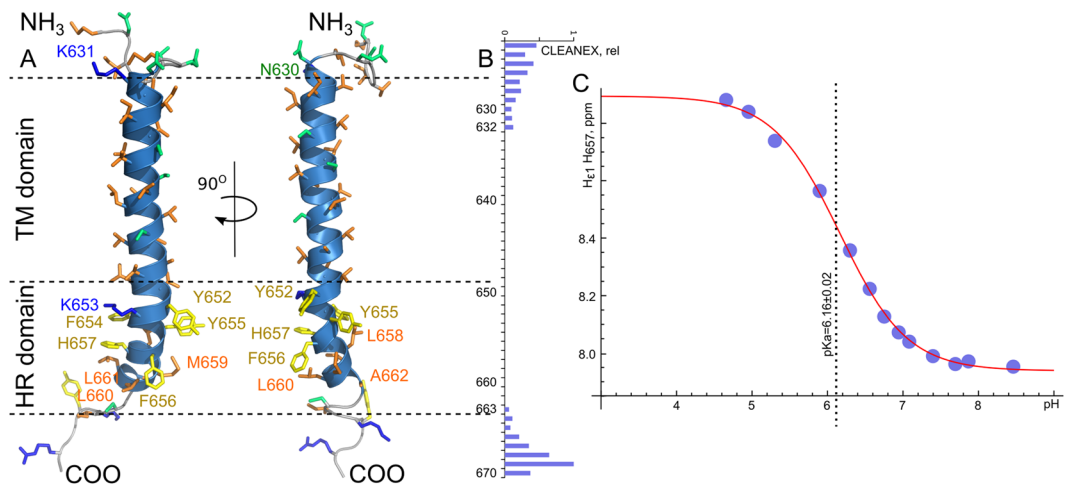 NH3
NH3
A
K631
N630
TM domain
90O
HR domain
K653
Y652
F654
Y655
H657
M659
L66
L660
F656
Y652
Y655
H657
L658
F656
L660
A662
COO
COO
B
0
1
CLEANEX, rel
630
632
640
650
660
663
670
C
Hε1 H657, ppm
8.4
8.2
8.0
pKa=6.16±0.02
4
5
6
7
8
pH